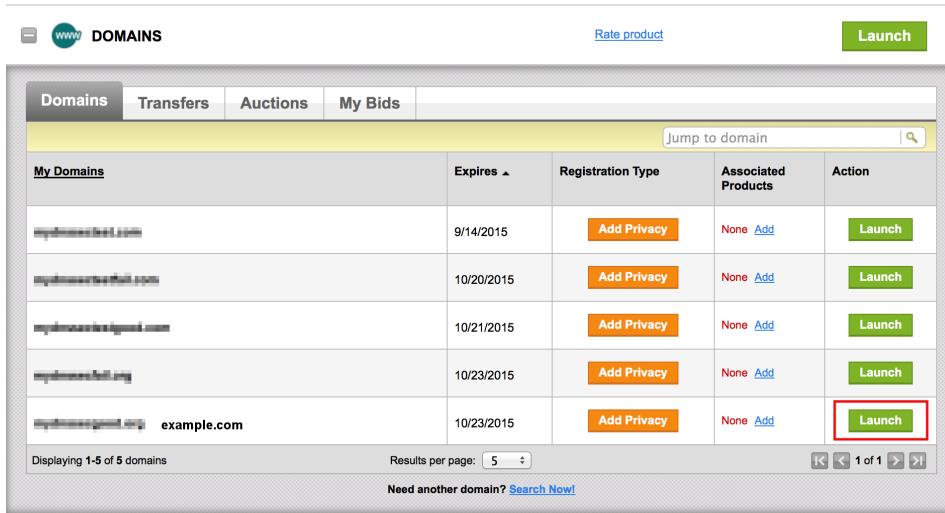 www DOMAINS Rate product Launch
Domains Transfers Auctions My Bids
Jump to domain
My Domains Expires Registration Type Associated Products Action
9/14/2015 Add Privacy None Add Launch
10/20/2015 Add Privacy None Add Launch
10/21/2015 Add Privacy None Add Launch
10/23/2015 Add Privacy None Add Launch
example.com 10/23/2015 Add Privacy None Add Launch
Displaying 1-5 of 5 domains Results per page: 5 1 of 1
Need another domain? Search Now!